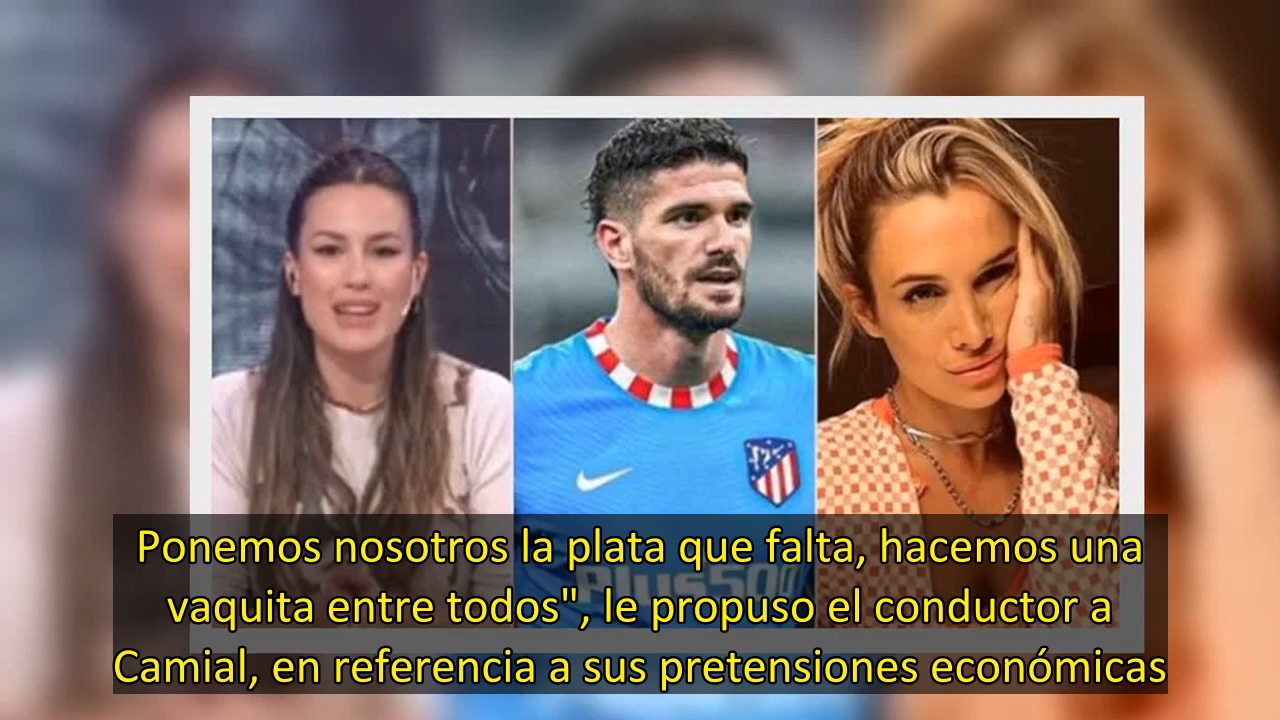 Ponemos nosotros la plata que falta, hacemos una
vaquita entre todos", le propuso el conductor a
Camial, en referencia a sus pretensiones económicas
Plus500